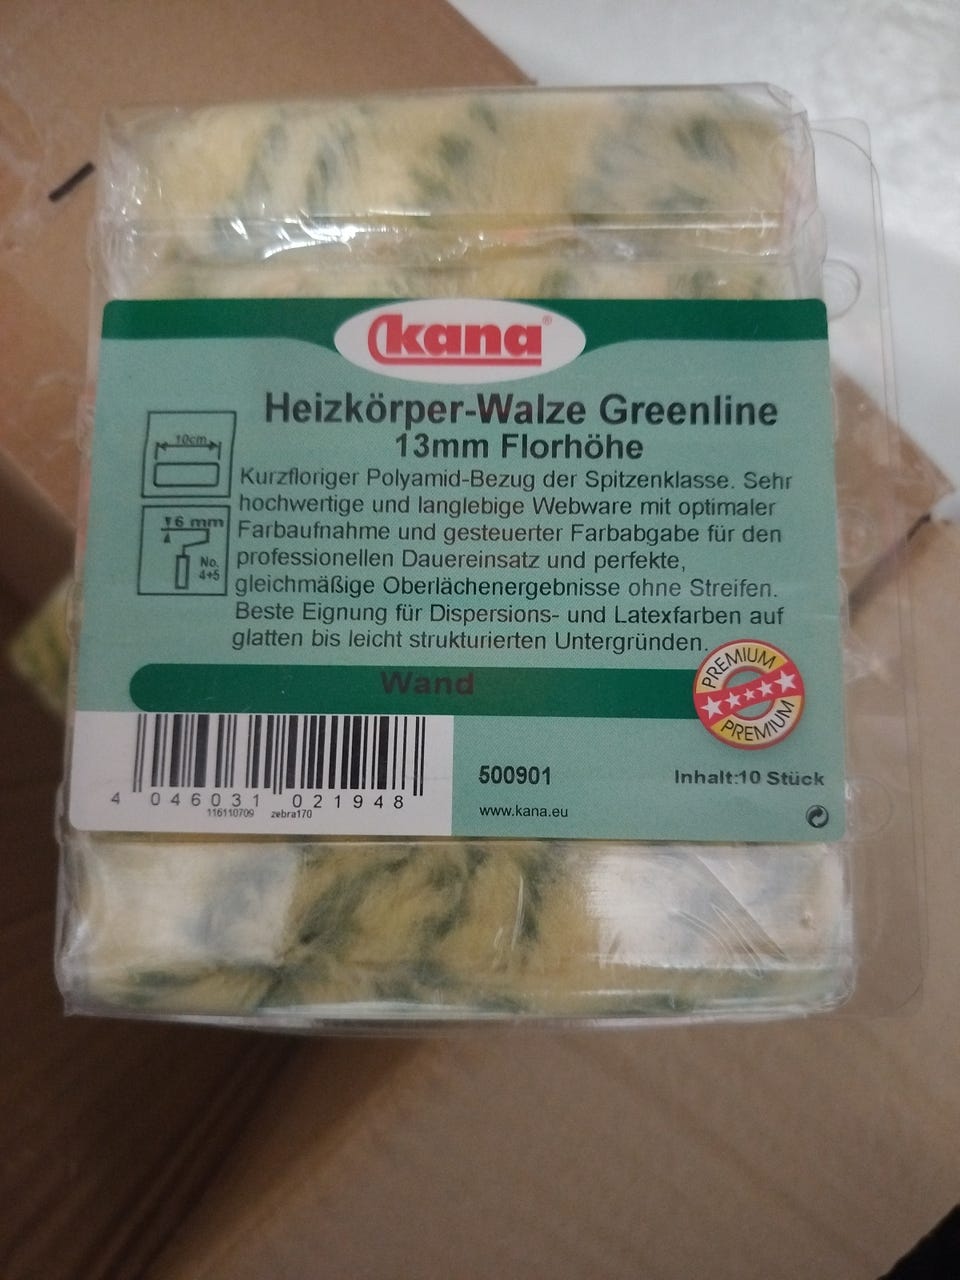 kana®
Heizkörper-Walze Greenline
13mm Florhöhe
10cm
6 mm
No.
4+5
Kurzfloriger Polyamid-Bezug der Spitzenklasse. Sehr
hochwertige und langlebige Webware mit optimaler
Farbaufnahme und gesteuerter Farbabgabe für den
professionellen Dauereinsatz und perfekte,
gleichmäßige Oberlächenergebnisse ohne Streifen.
Beste Eignung für Dispersions- und Latexfarben auf
glatten bis leicht strukturierten Untergründen.
PREMIUM
PREMIUM
Wand
4 046031 021948
116110709 zebra170
500901
Inhalt:10 Stück
www.kana.eu